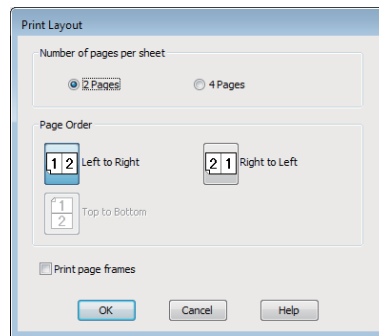 Print Layout
Number of pages per sheet
2 Pages 4 Pages
Page Order
1 2 Left to Right 2 1 Right to Left
1
2
Top to Bottom
Print page frames
OK Cancel Help